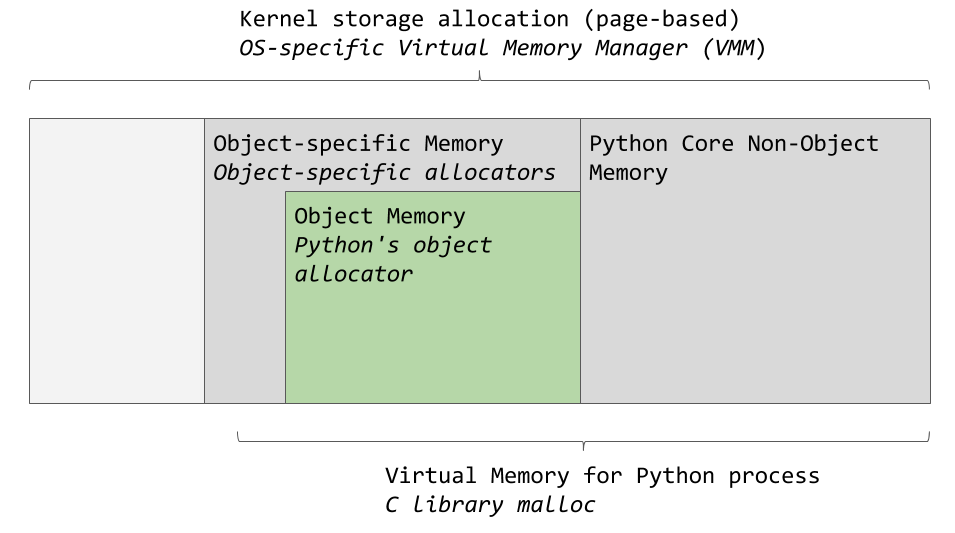 Kernel storage allocation (page-based)
OS-specific Virtual Memory Manager (VMM)
Object-specific Memory
Object-specific allocators
Python Core Non-Object
Memory
Object Memory
Python's object
allocator
Virtual Memory for Python process
C library malloc